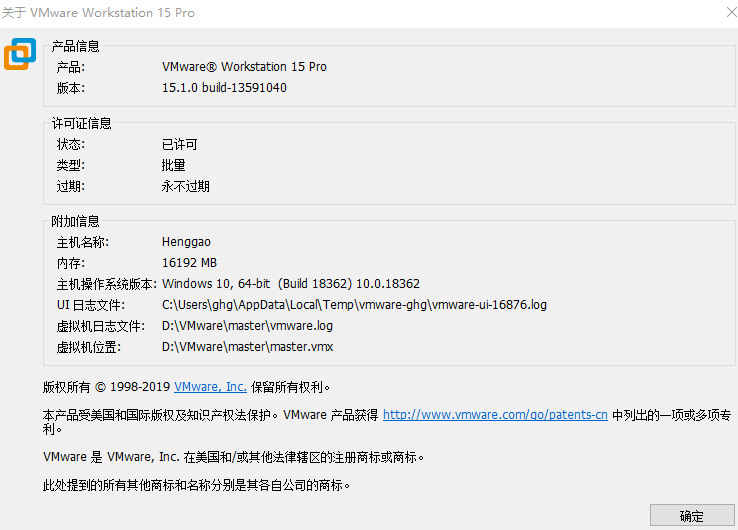 关于 VMware Workstation 15 Pro
产品信息
产品: VMware® Workstation 15 Pro
版本: 15.1.0 build-13591040
许可证信息
状态: 已许可
类型: 批量
过期: 永不过期
附加信息
主机名称: Henggao
内存: 16192 MB
主机操作系统版本: Windows 10, 64-bit (Build 18362) 10.0.18362
UI 日志文件: C:\Users\ghg\AppData\Local\Temp\vmware-ghg\vmware-ui-16876.log
虚拟机日志文件: D:\VMware\master\vmware.log
虚拟机位置: D:\VMware\master\master.vmx
版权所有 © 1998-2019 VMware, Inc. 保留所有权利。
本产品受美国和国际版权及知识产权法保护。VMware 产品获得 http://www.vmware.com/go/patents-cn 中列出的一项或多项专
利。
VMware 是 VMware, Inc. 在美国和/或其他法律辖区的注册商标或商标。
此处提到的所有其他商标和名称分别是其各自公司的商标。
确定